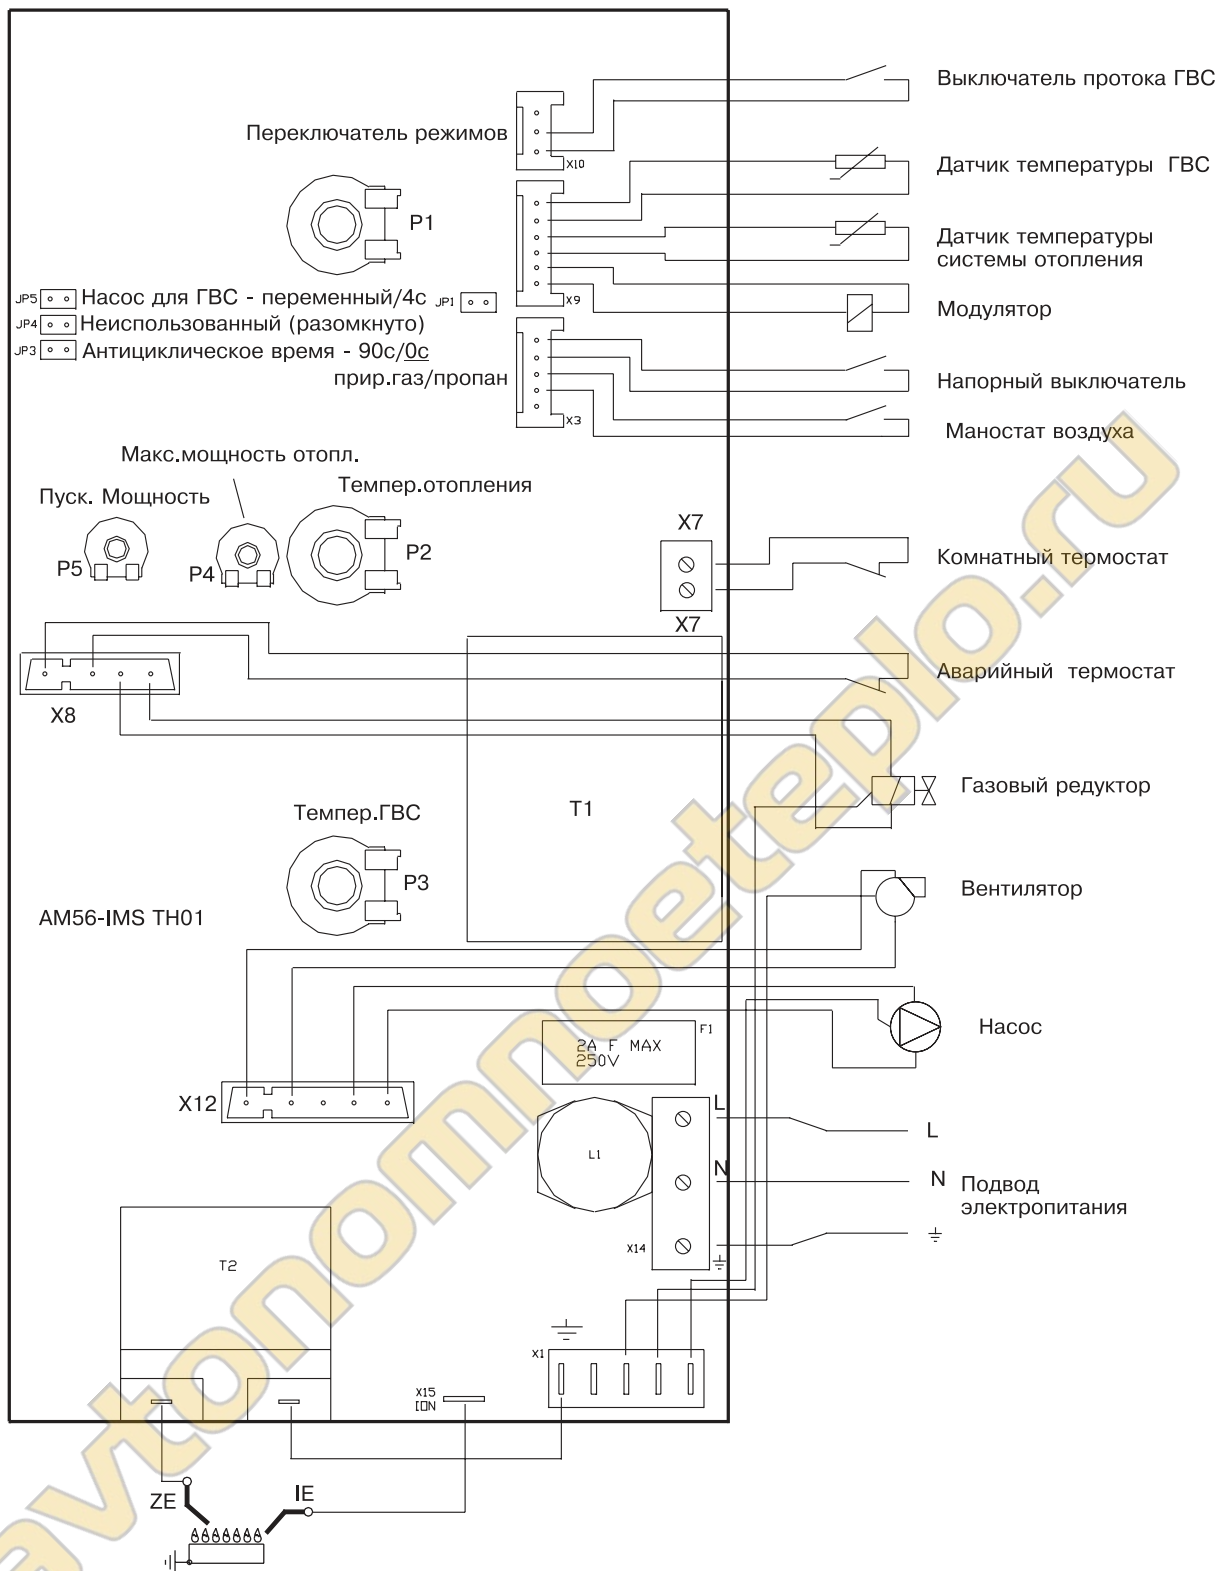 Выключатель протока ГВС
Переключатель режимов
X10
Датчик температуры ГВС
P1
Датчик температуры
системы отопления
JP5 Насос для ГВС - переменный/4с JP1
X9
Модулятор
JP4 Неиспользованный (разомкнуто)
JP3 Антициклическое время - 90с/0с
прир.газ/пропан
Напорный выключатель
X3
Маностат воздуха
Макс.мощность отопл.
Пуск. Мощность
Темпер.отопления
X7
P5
P4
P2
Комнатный термостат
X7
Аварийный термостат
X8
Газовый редуктор
Темпер.ГВС
T1
P3
Вентилятор
AM56-IMS TH01
Насос
F1
2A F MAX
250V
X12
L
L
L1
N
N
Подвод
электропитания
X14
T2
X1
X15
ION
ZE
IE
avtonomnoeteplo.ru